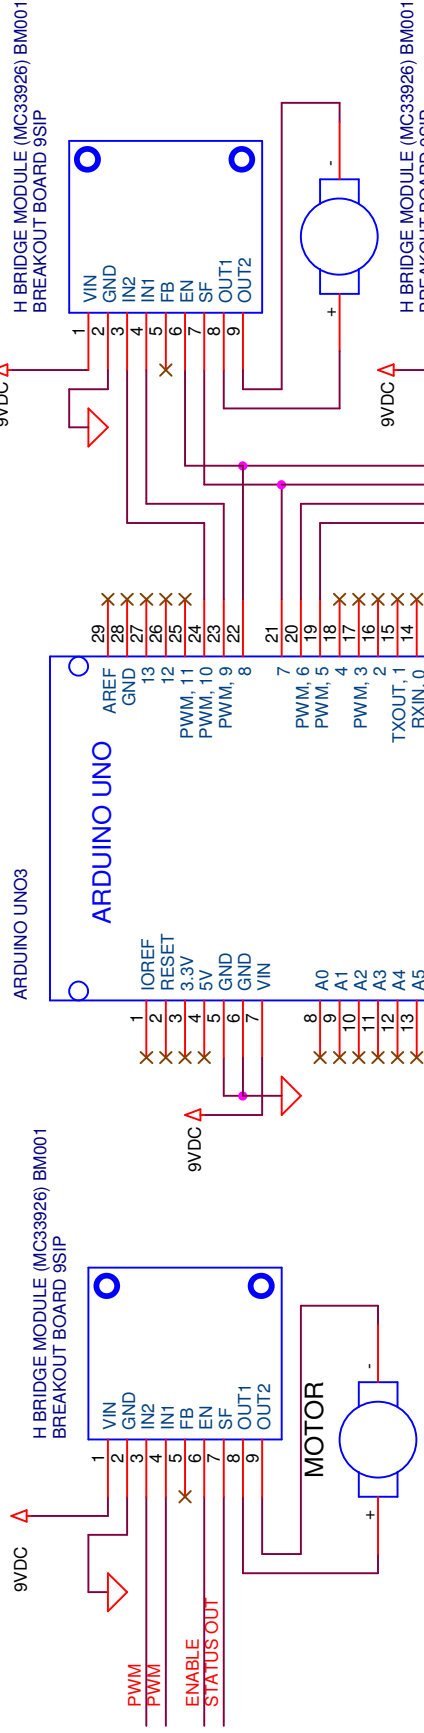 H BRIDGE MODULE (MC33926) BM001
BREAKOUT BOARD 9SIP
VIN
GND
IN2
IN1
FB
EN
SF
OUT1
OUT2
1
2
3
4
5
6
7
8
9
9VDC
+
-
H BRIDGE MODULE (MC33926) BM001
BREAKOUT BOARD 9SIP
9VDC
29
28
27
26
25
24
23
22
21
20
19
18
17
16
15
14
AREF
GND
13
12
PWM, 11
PWM, 10
PWM, 9
8
7
PWM, 6
PWM, 5
4
PWM, 3
2
TXOUT, 1
RXIN, 0
ARDUINO UNO3
ARDUINO UNO
IOREF
RESET
3.3V
5V
GND
GND
VIN
A0
A1
A2
A3
A4
A5
1
2
3
4
5
6
7
8
9
10
11
12
13
9VDC
H BRIDGE MODULE (MC33926) BM001
BREAKOUT BOARD 9SIP
VIN
GND
IN2
IN1
FB
EN
SF
OUT1
OUT2
1
2
3
4
5
6
7
8
9
9VDC
MOTOR
+
-
PWM
PWM
ENABLE
STATUS OUT